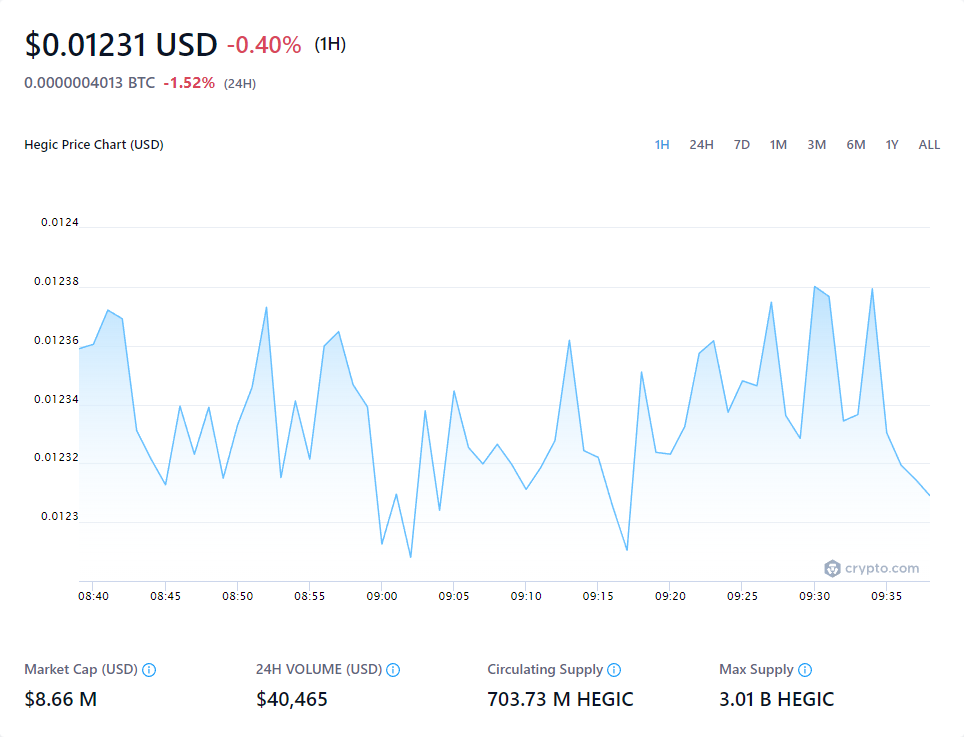 $0.01231 USD -0.40% (1H)
0.0000004013 BTC -1.52% (24H)
Hegic Price Chart (USD) 1H 24H 7D 1M 3M 6M 1Y ALL
0.0124
0.01238
0.01236
0.01234
0.01232
0.0123
crypto.com
08:40 08:45 08:50 08:55 09:00 09:05 09:10 09:15 09:20 09:25 09:30 09:35
Market Cap (USD) 24H VOLUME (USD) Circulating Supply Max Supply
$8.66 M $40,465 703.73 M HEGIC 3.01 B HEGIC